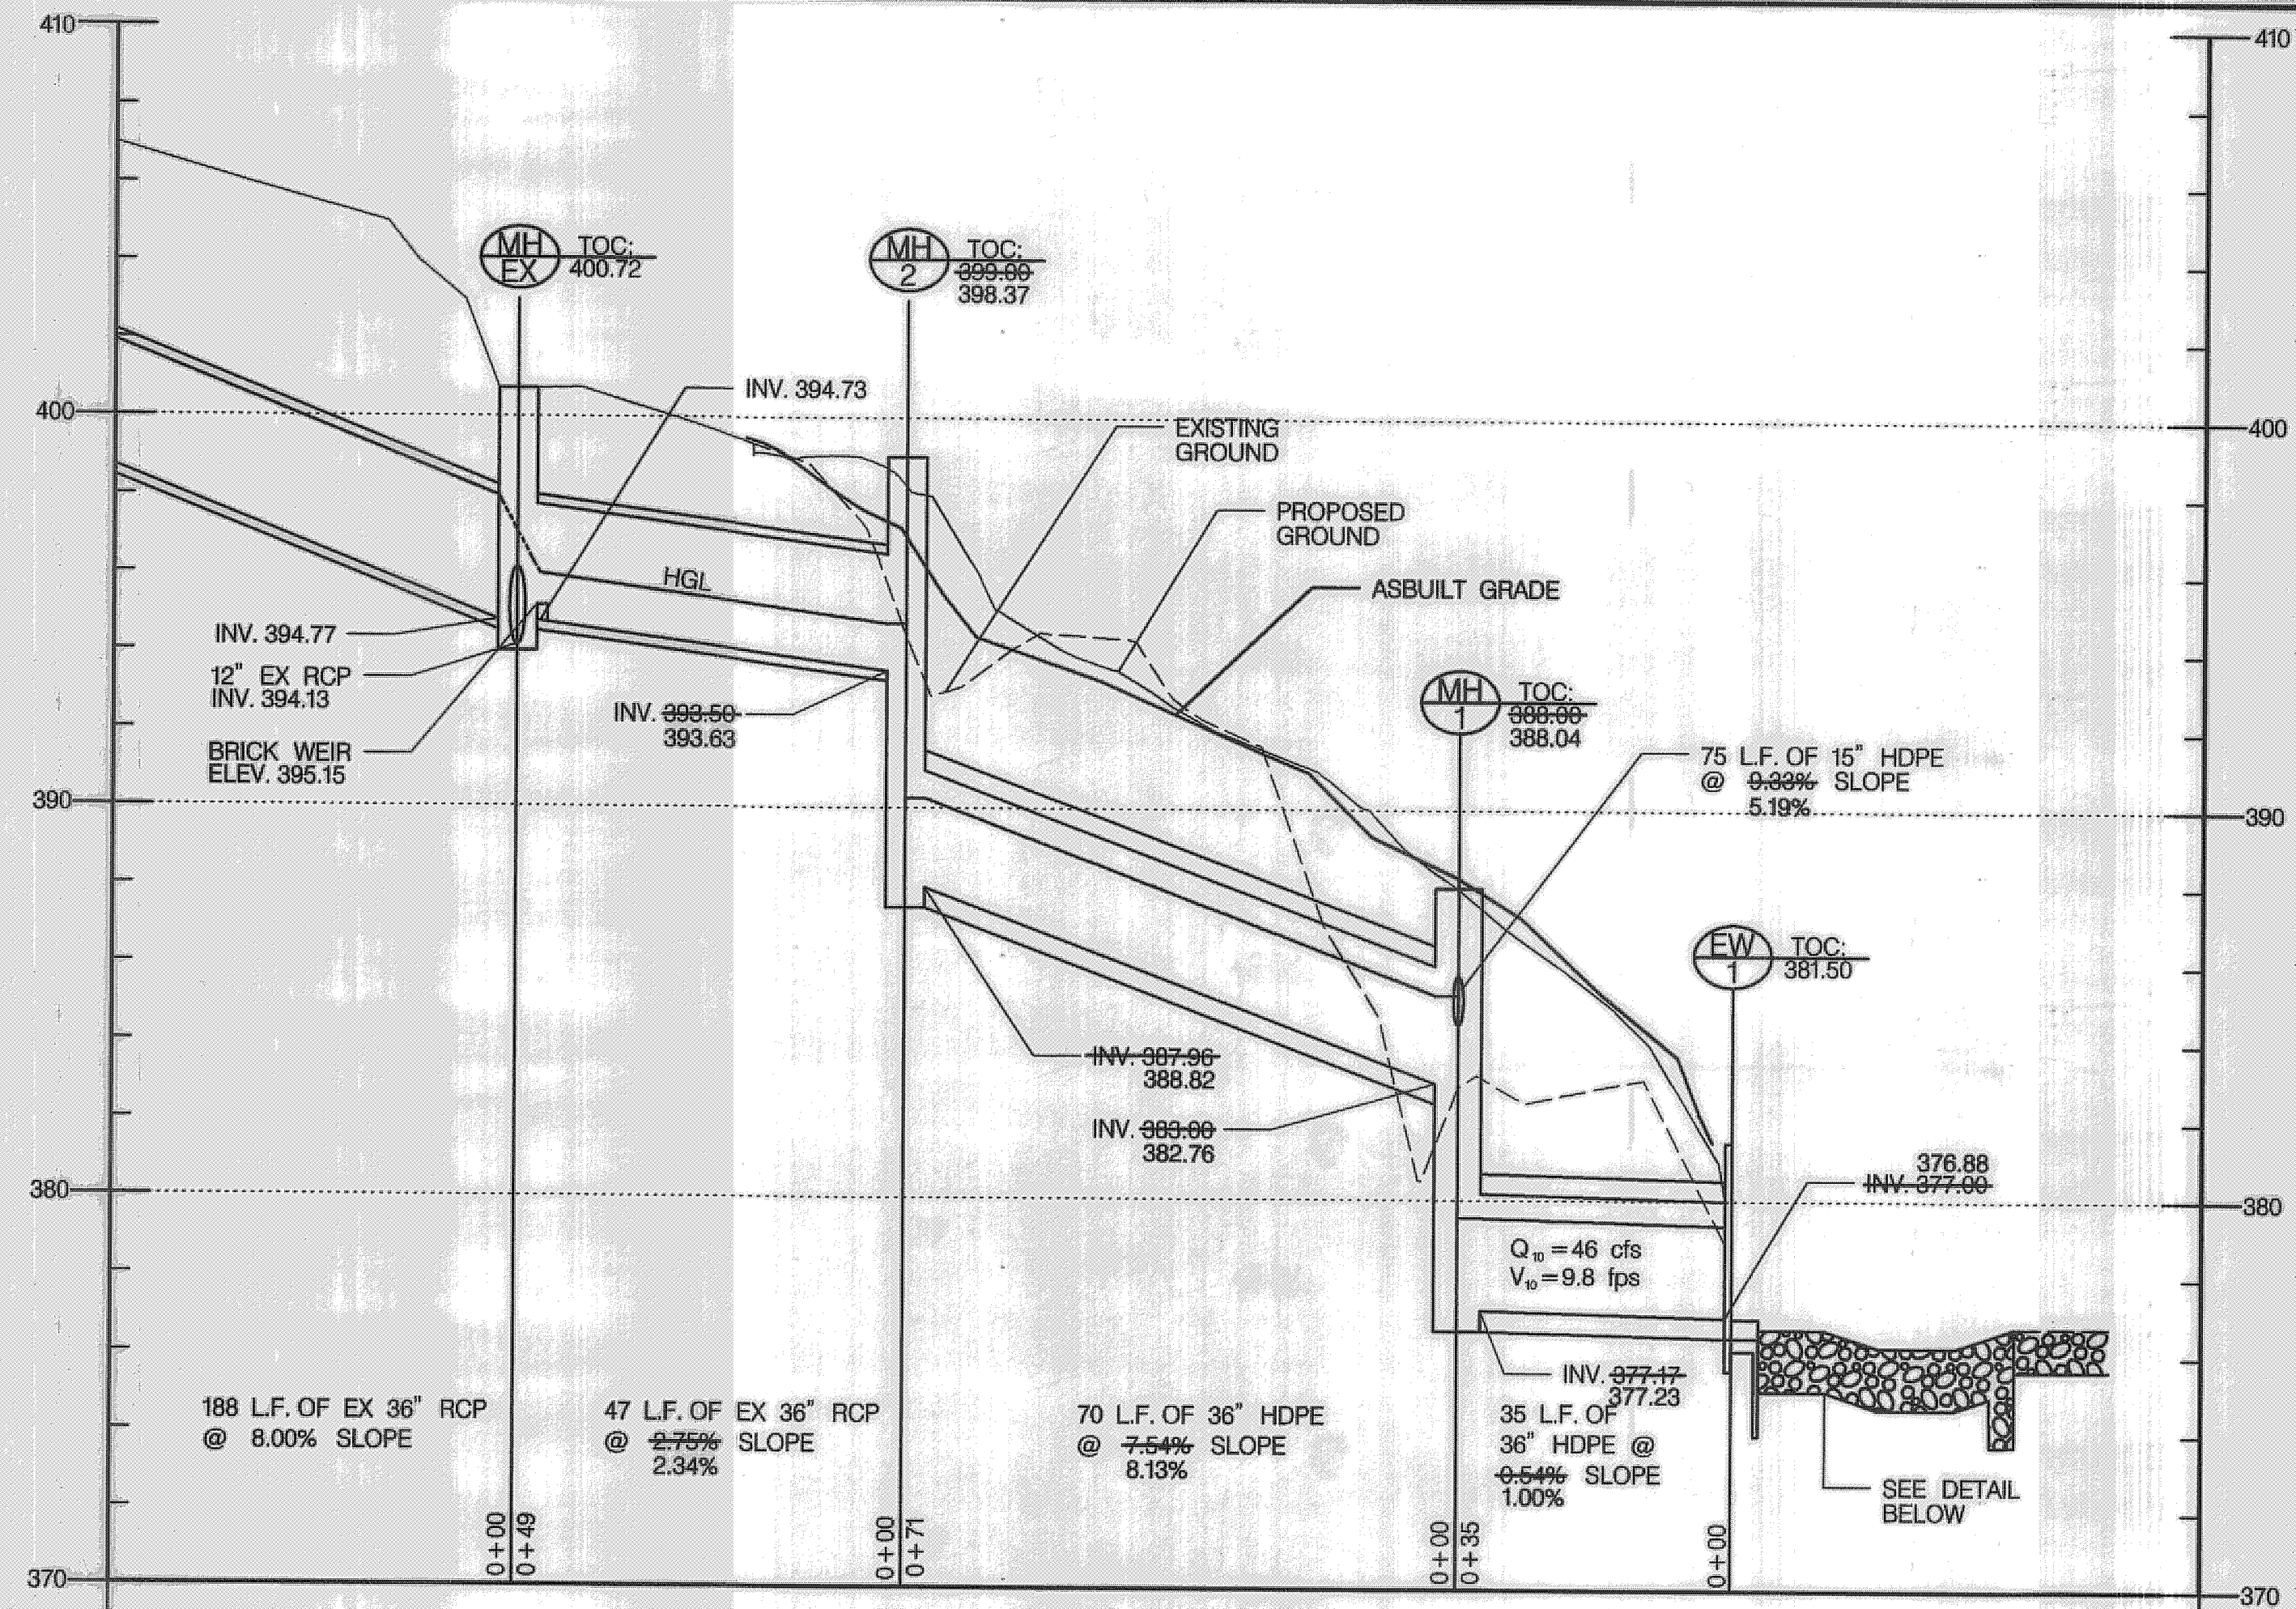 410
410
MH
EX
TOC:
400.72
MH
2
TOC:
399.00
398.37
INV. 394.73
400
400
EXISTING
GROUND
PROPOSED
GROUND
ASBUILT GRADE
HGL
INV. 394.77
12" EX RCP
INV. 394.13
BRICK WEIR
ELEV. 395.15
INV. 393.50
393.63
MH
1
TOC:
388.00
388.04
75 L.F. OF 15" HDPE
@ 9.33% SLOPE
5.19%
390
390
EW
1
TOC:
381.50
INV. 387.96
388.82
INV. 383.00
382.76
376.88
INV. 377.00
380
380
Q₁₀ = 46 cfs
V₁₀ = 9.8 fps
INV. 377.17
377.23
188 L.F. OF EX 36" RCP
@ 8.00% SLOPE
47 L.F. OF EX 36" RCP
@ 2.75% SLOPE
2.34%
70 L.F. OF 36" HDPE
@ 7.54% SLOPE
8.13%
35 L.F. OF
36" HDPE @
0.54% SLOPE
1.00%
SEE DETAIL
BELOW
0+00
0+49
0+00
0+71
0+00
0+35
0+00
370
370